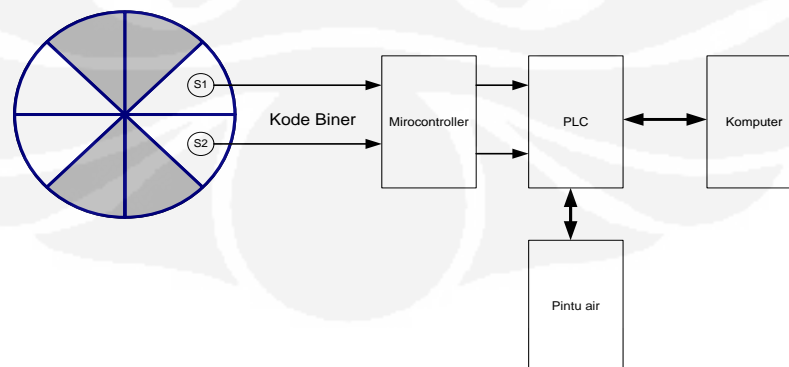 S1
S2
Kode Biner
Mirocontroller
PLC
Komputer
Pintu air